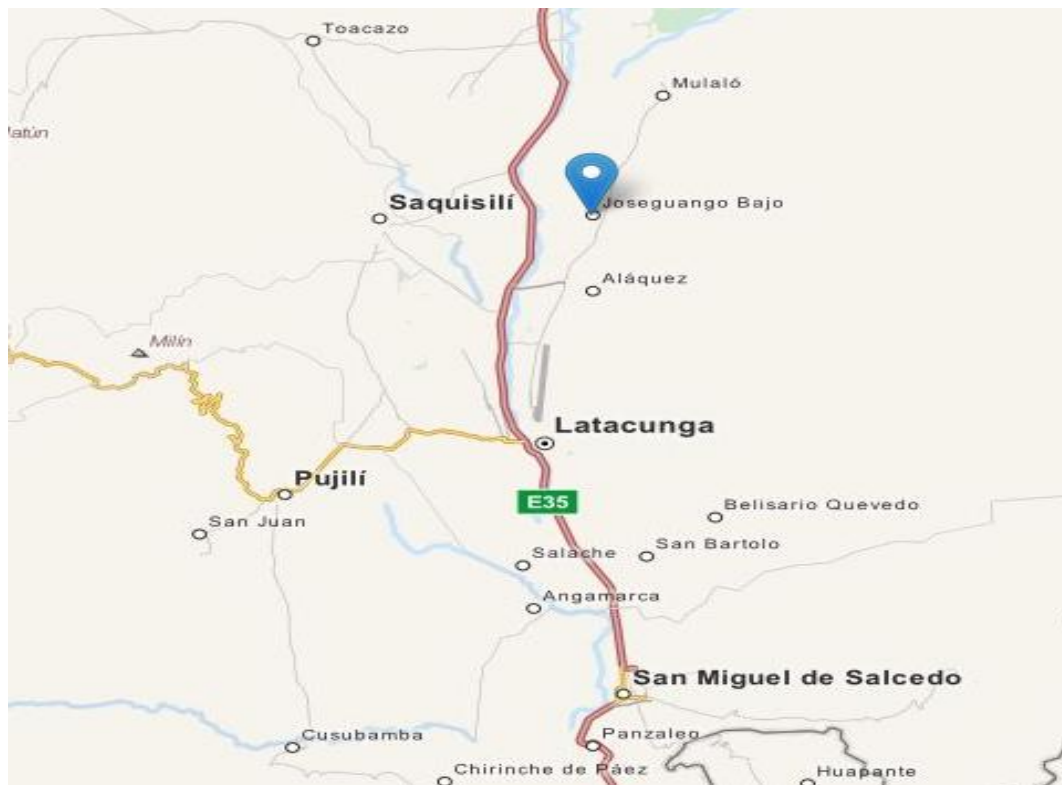 Toacazo
Mulaló
atún
Saquisilí
Joseguango Bajo
Aláquez
Milín
Latacunga
Pujilí
E35
Belisario Quevedo
San Juan
San Bartolo
Salache
Angamarca
San Miguel de Salcedo
Cusubamba
Panzaleo
Chirinche de Páez
Huapante